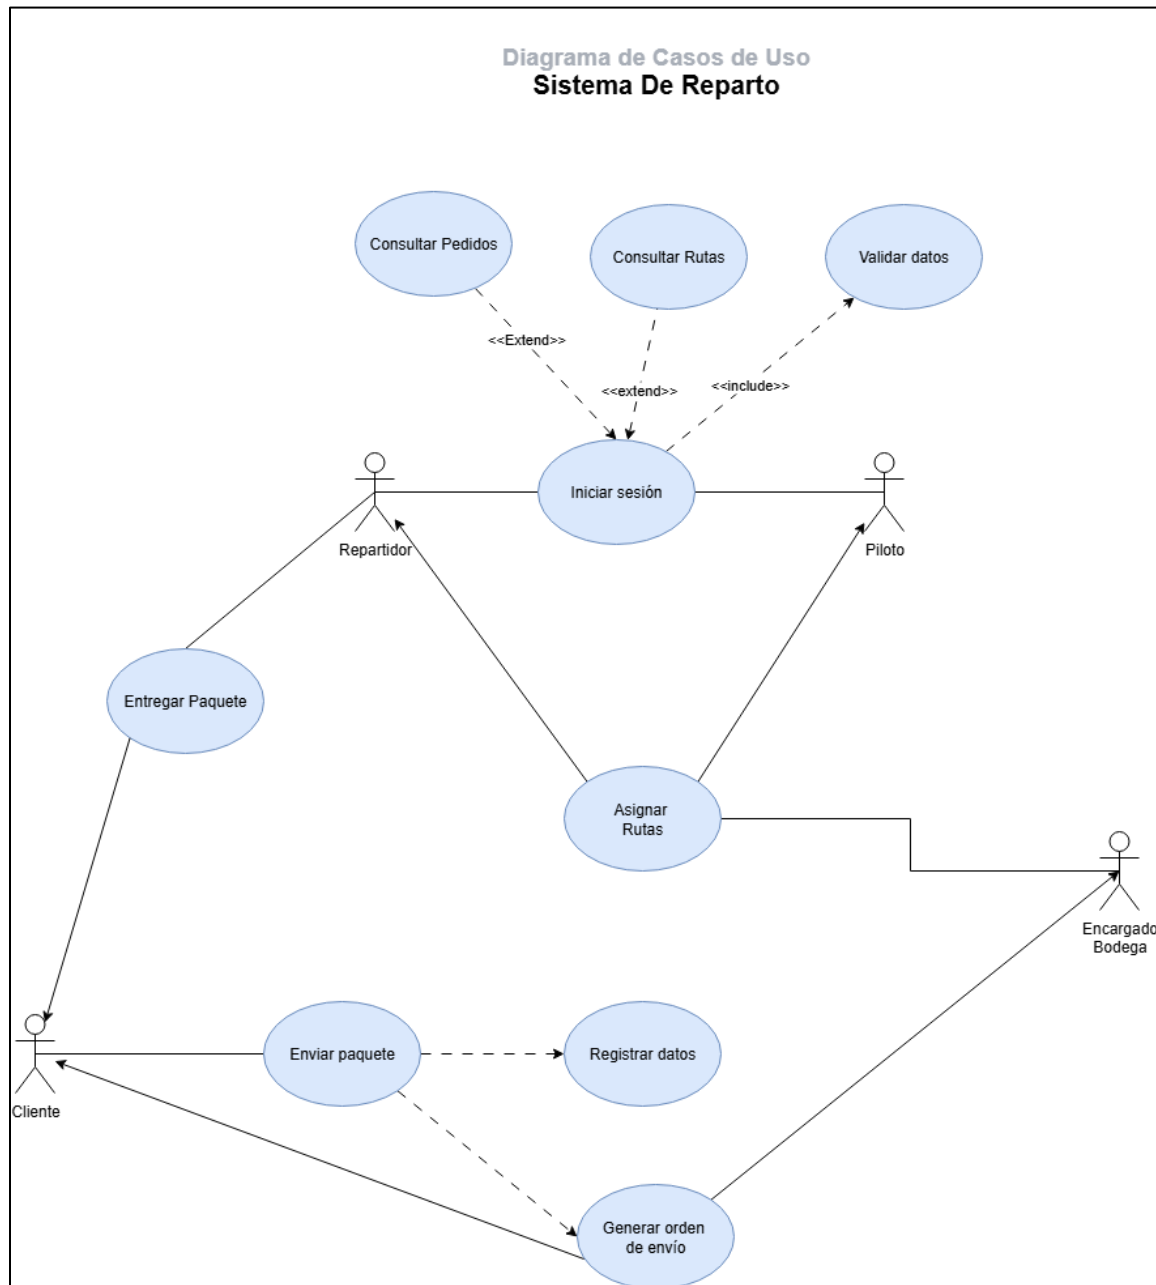 Diagrama de Casos de Uso
Sistema De Reparto
Consultar Pedidos
Consultar Rutas
Validar datos
<<Extend>>
<<extend>>
<<include>>
Iniciar sesión
Repartidor
Piloto
Entregar Paquete
Asignar
Rutas
Encargado
Bodega
Enviar paquete
Registrar datos
Cliente
Generar orden
de envío